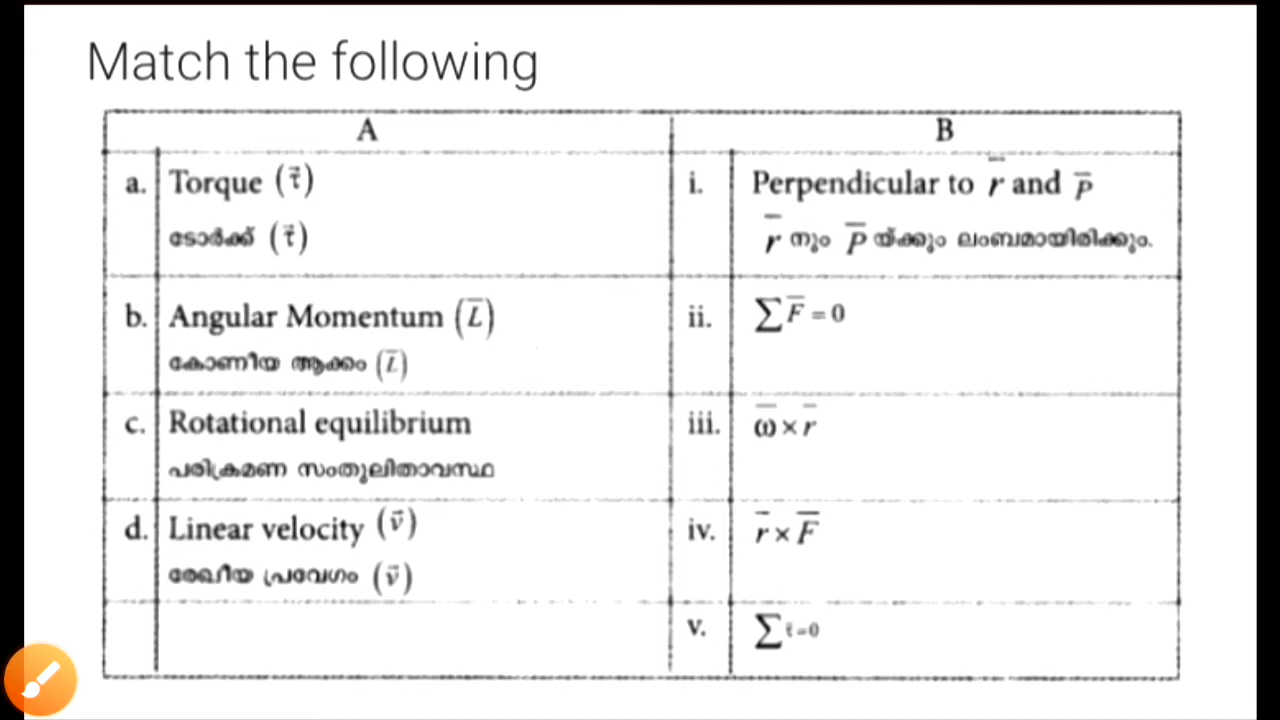 Match the following
A B
a. Torque (τ⃗) i. Perpendicular to r̅ and p̅
ടോർക്ക് (τ⃗) r̅ നും P̅ യ്ക്കും ലംബമായിരിക്കും.
b. Angular Momentum (L̅) ii. ∑F̅ = 0
കോണീയ ആക്കം (L̅)
c. Rotational equilibrium iii. ω̅ × r̅
പരിക്രമണ സംതുലിതാവസ്ഥ
d. Linear velocity (v⃗) iv. r̅ × F̅
രേഖീയ പ്രവേഗം (v⃗)
v. ∑ τ̅ = 0